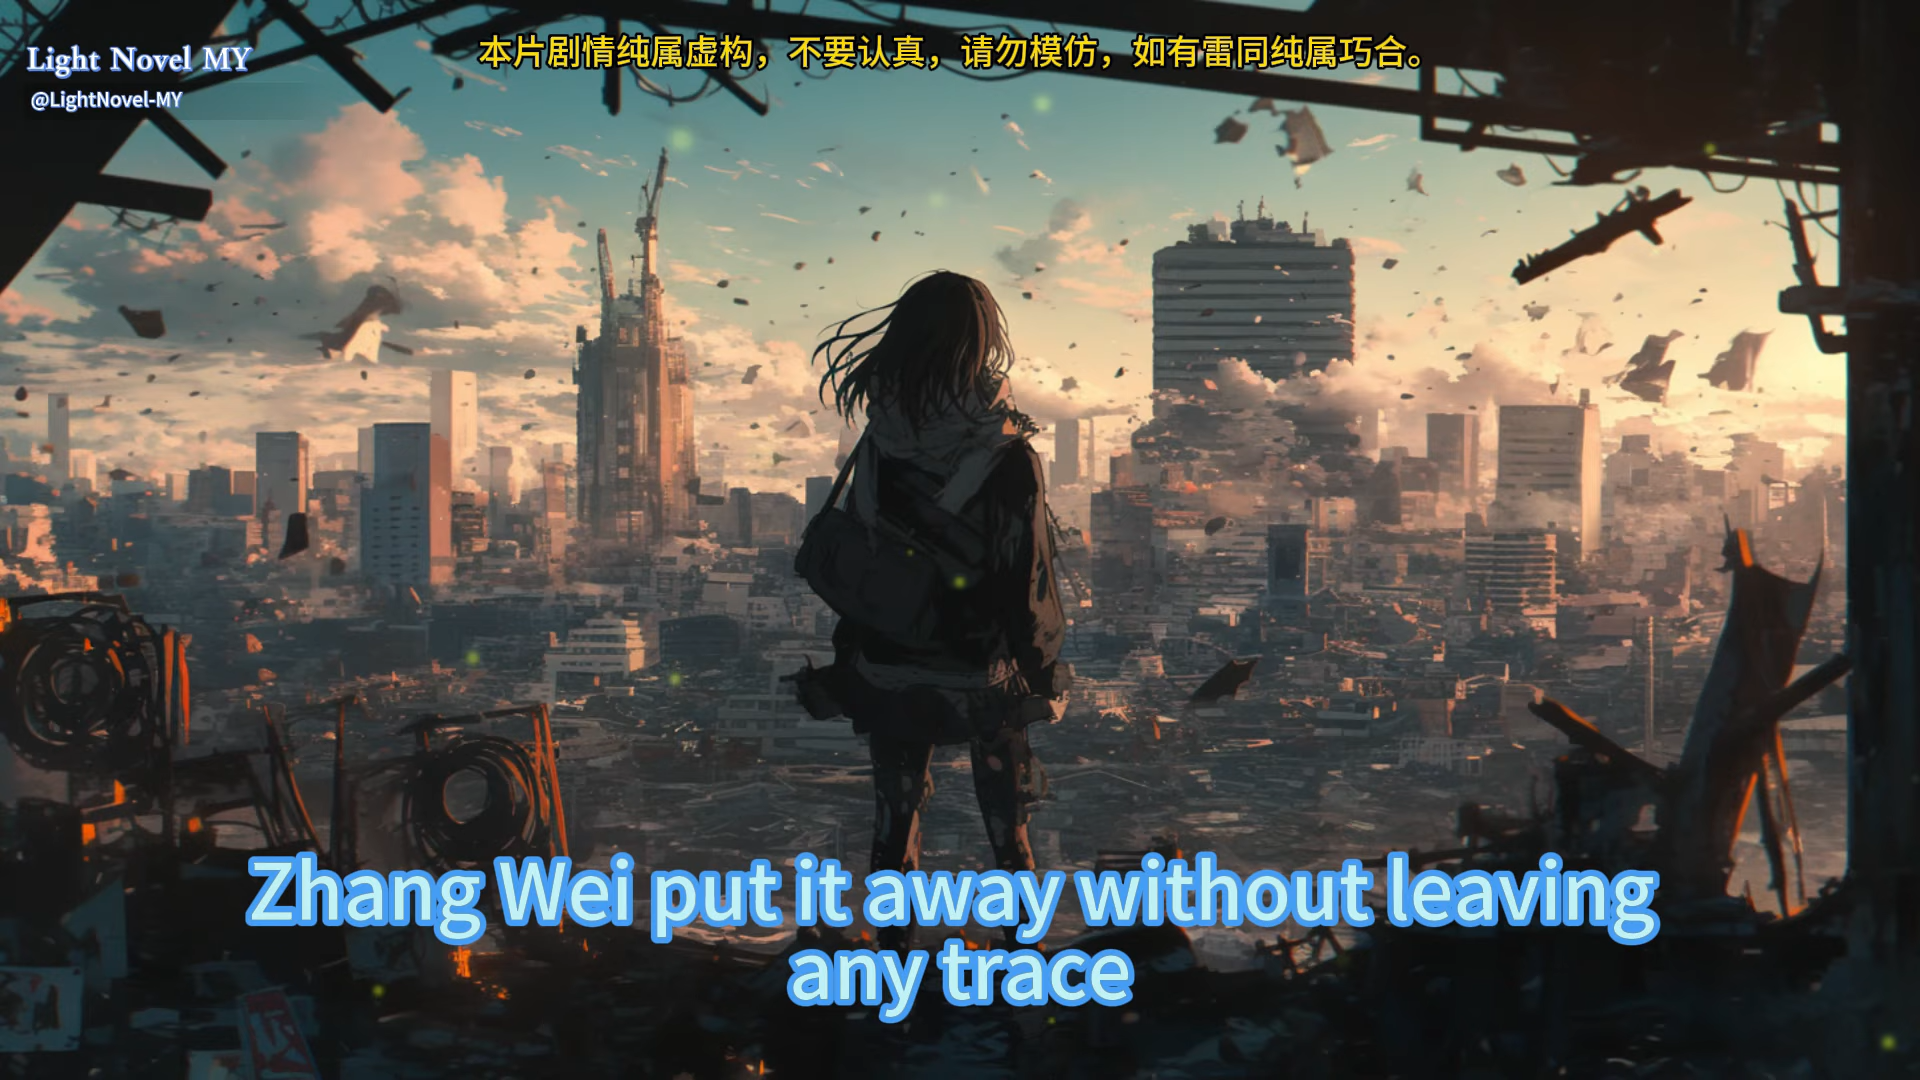 Light Novel MY
本片剧情纯属虚构，不要认真，请勿模仿，如有雷同纯属巧合。
@LightNovel-MY
Zhang Wei put it away without leaving
any trace